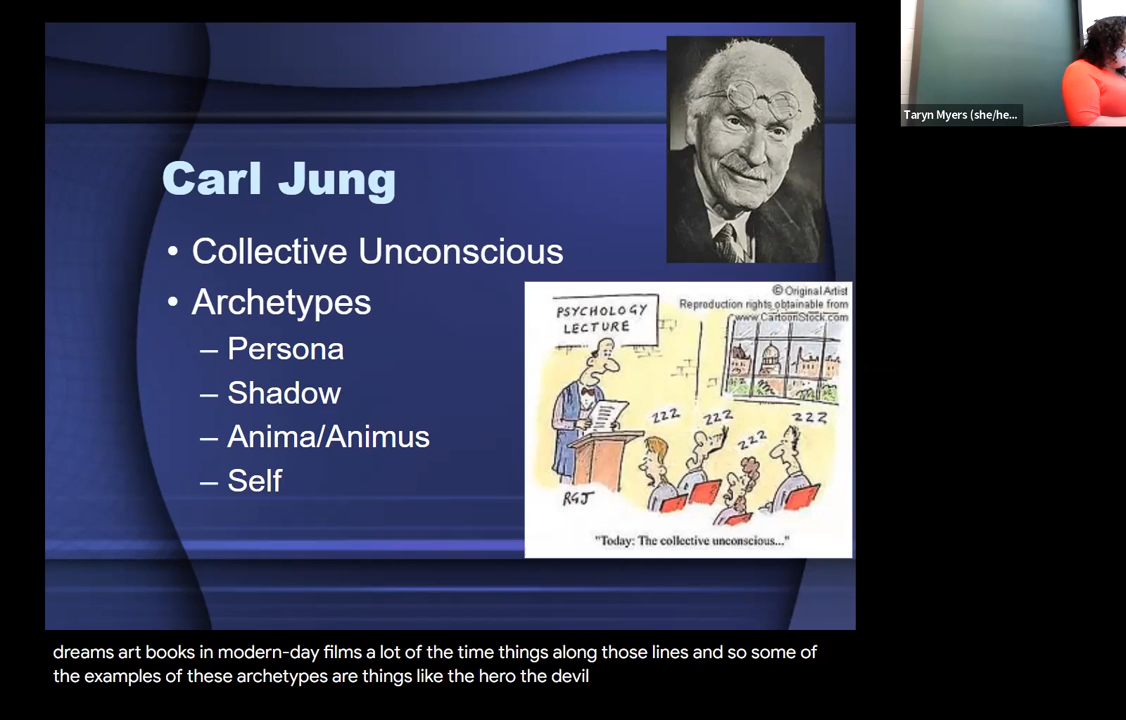 Taryn Myers (she/he...
Carl Jung
• Collective Unconscious
• Archetypes
– Persona
– Shadow
– Anima/Animus
– Self
© Original Artist
Reproduction rights obtainable from
www.CartoonStock.com
PSYCHOLOGY
LECTURE
ZZZ
ZZZ
ZZZ
ZZZ
RGJ
"Today: The collective unconscious..."
dreams art books in modern-day films a lot of the time things along those lines and so some of
the examples of these archetypes are things like the hero the devil